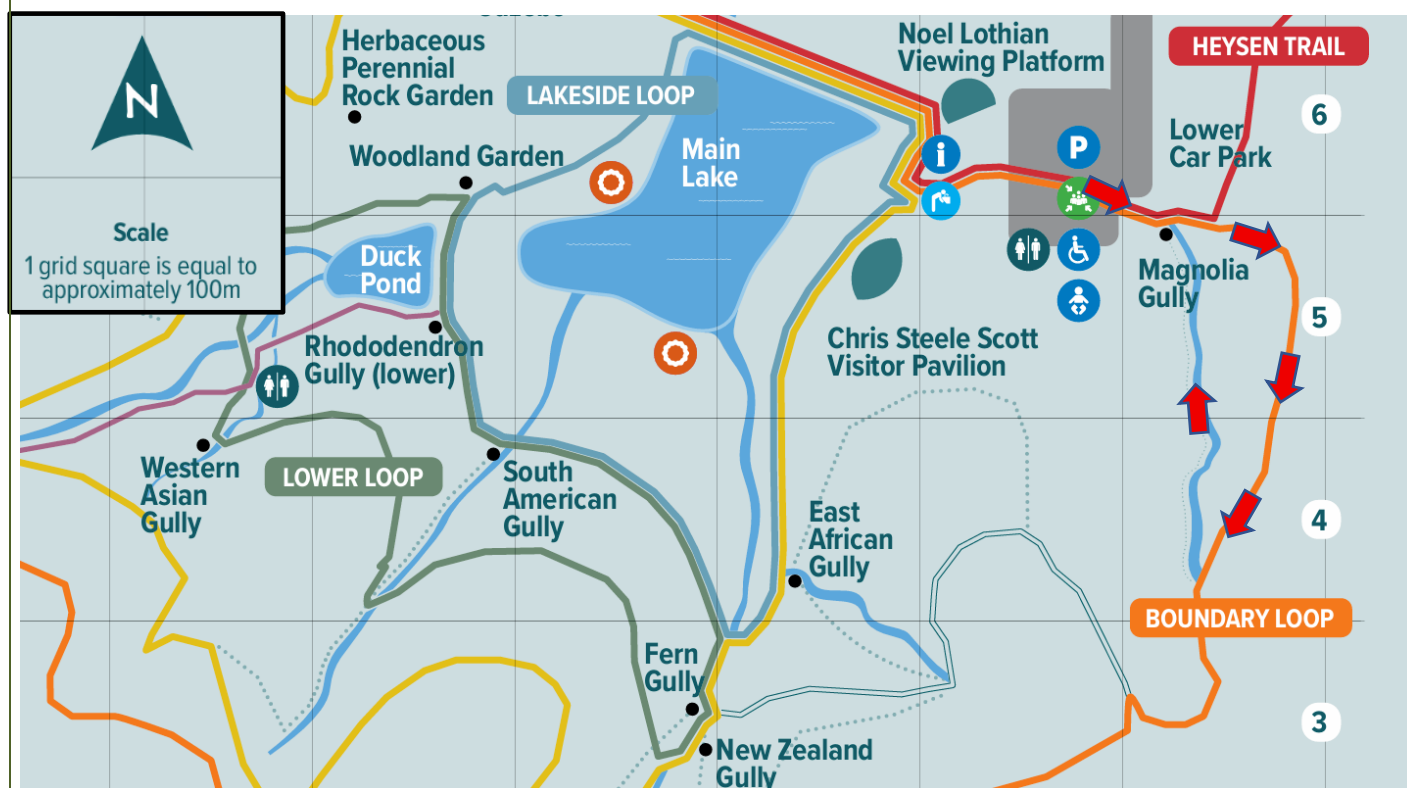 N
Scale
1 grid square is equal to
approximately 100m
Herbaceous
Perennial
Rock Garden
LAKESIDE LOOP
Woodland Garden
Main
Lake
Noel Lothian
Viewing Platform
HEYSEN TRAIL
6
i
P
Lower
Car Park
Duck
Pond
Magnolia
Gully
5
Rhododendron
Gully (lower)
Chris Steele Scott
Visitor Pavilion
Western
Asian
Gully
LOWER LOOP
South
American
Gully
East
African
Gully
4
BOUNDARY LOOP
Fern
Gully
3
New Zealand
Gully